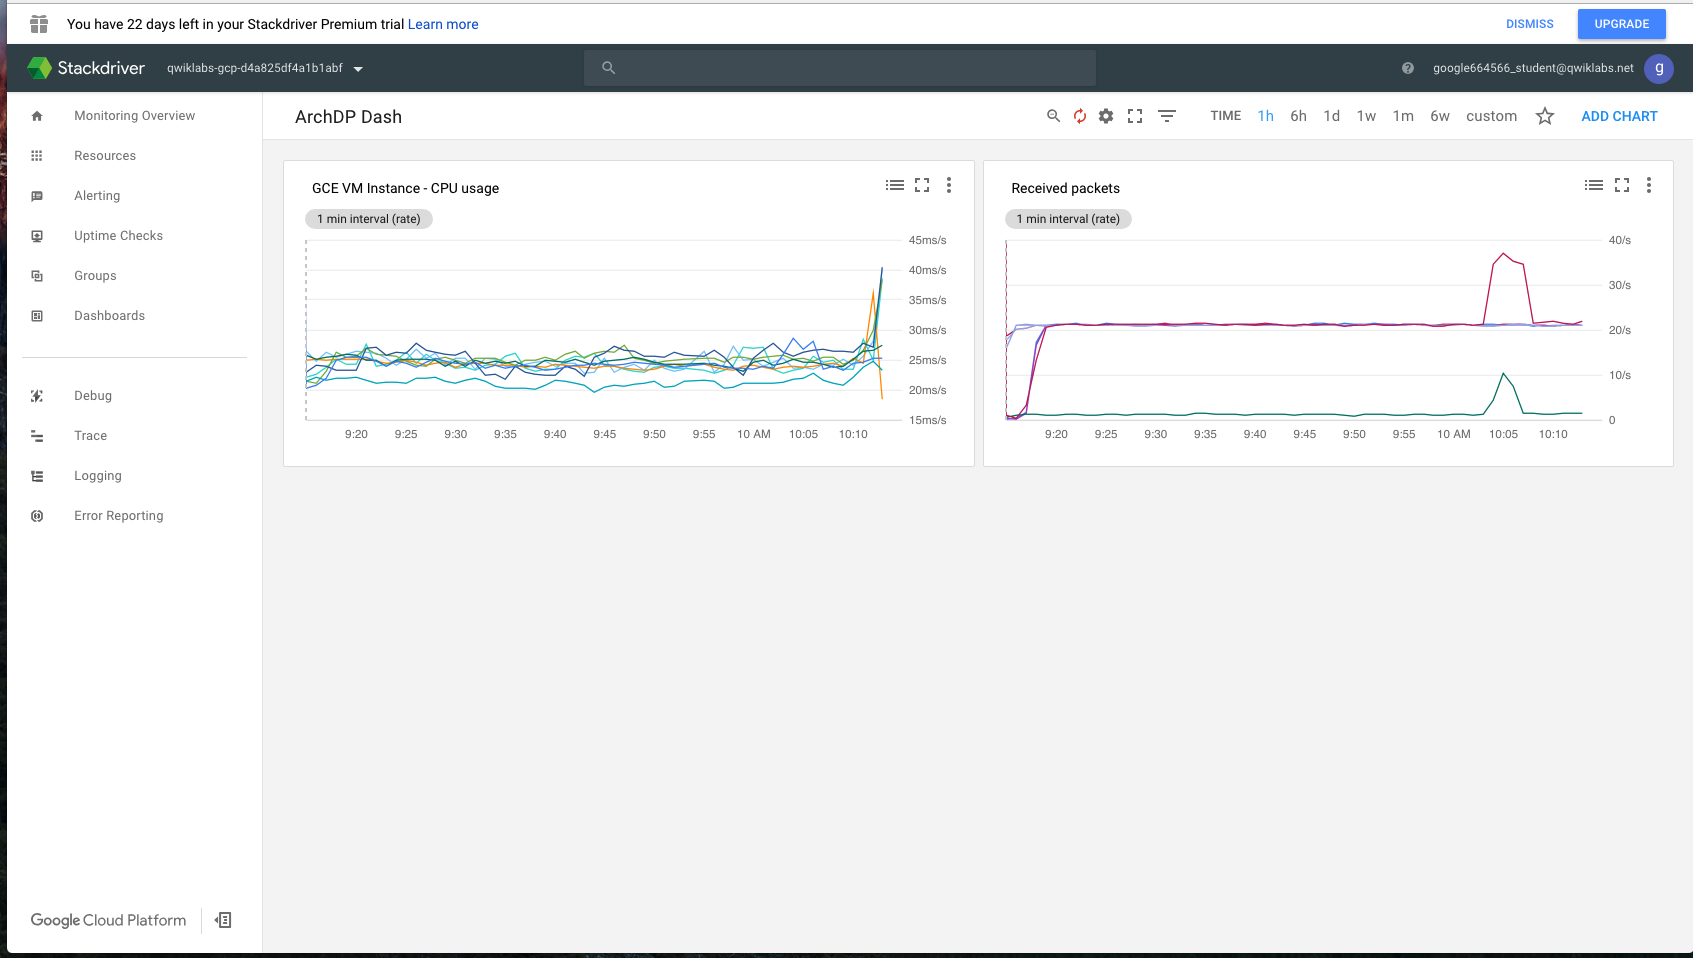 You have 22 days left in your Stackdriver Premium trial Learn more
DISMISS
UPGRADE
Stackdriver
qwiklabs-gcp-d4a825df4a1b1abf
google664566_student@qwiklabs.net
g
Monitoring Overview
Resources
Alerting
Uptime Checks
Groups
Dashboards
Debug
Trace
Logging
Error Reporting
Google Cloud Platform
ArchDP Dash
TIME 1h 6h 1d 1w 1m 6w custom
ADD CHART
GCE VM Instance - CPU usage
1 min interval (rate)
45ms/s
40ms/s
35ms/s
30ms/s
25ms/s
20ms/s
15ms/s
9:20 9:25 9:30 9:35 9:40 9:45 9:50 9:55 10 AM 10:05 10:10
Received packets
1 min interval (rate)
40/s
30/s
20/s
10/s
0
9:20 9:25 9:30 9:35 9:40 9:45 9:50 9:55 10 AM 10:05 10:10